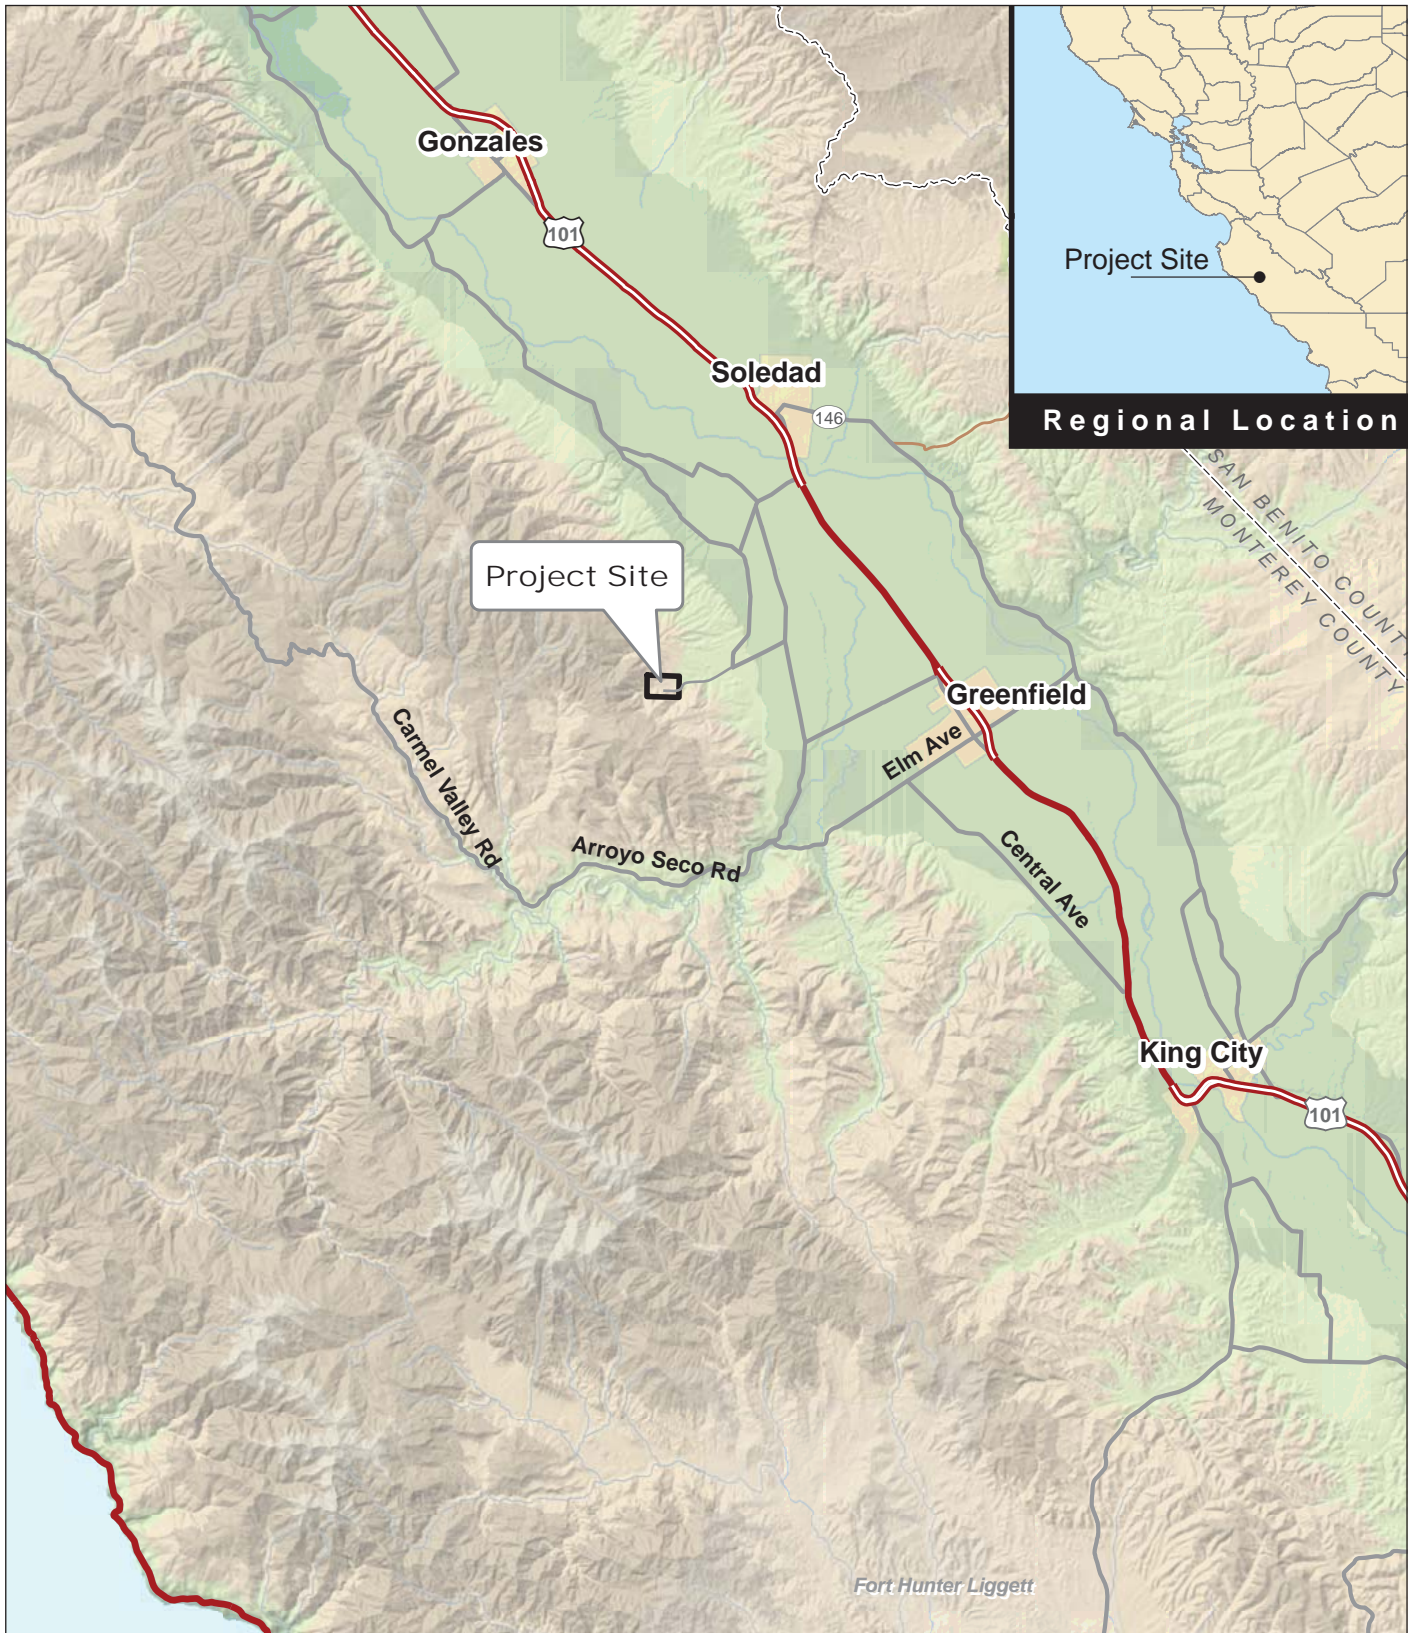 Gonzales
101
Project Site
Regional Location
Soledad
146
SAN BENITO COUNTY
MONTEREY COUNTY
Project Site
Greenfield
Elm Ave
Carmel Valley Rd
Arroyo Seco Rd
Central Ave
King City
101
Fort Hunter Liggett